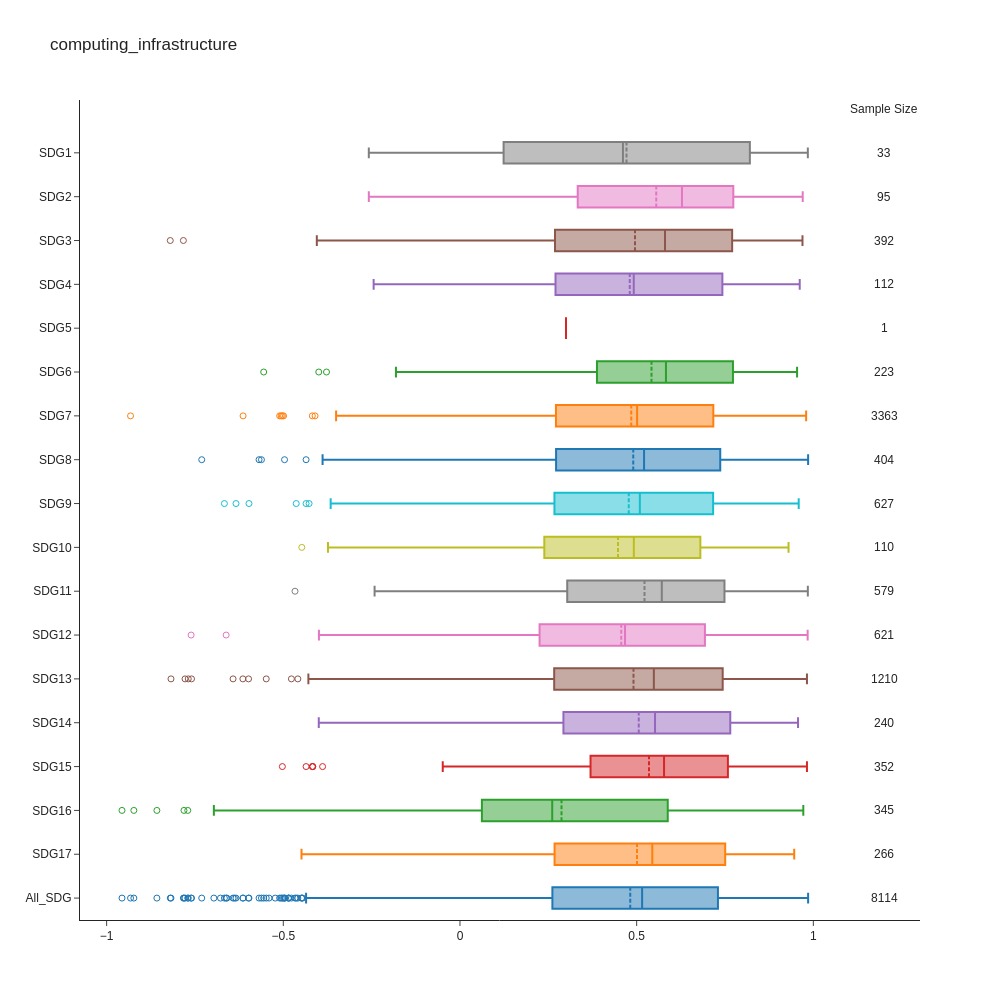 computing_infrastructure
Sample Size
SDG1 33
SDG2 95
SDG3 392
SDG4 112
SDG5 1
SDG6 223
SDG7 3363
SDG8 404
SDG9 627
SDG10 110
SDG11 579
SDG12 621
SDG13 1210
SDG14 240
SDG15 352
SDG16 345
SDG17 266
All_SDG 8114
−1 −0.5 0 0.5 1